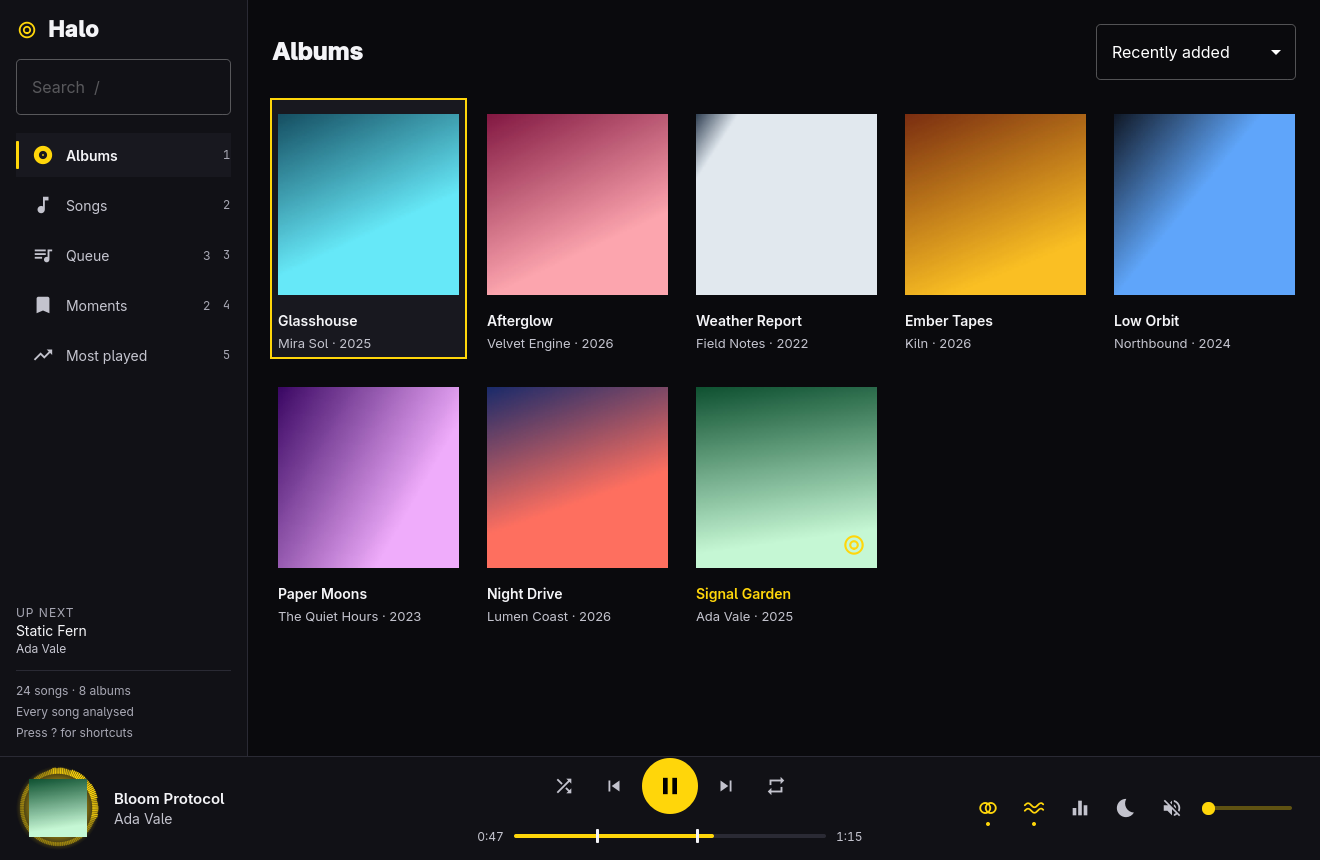 Halo
Search /
Albums 1
Songs 2
Queue 3 3
Moments 2 4
Most played 5
UP NEXT
Static Fern
Ada Vale
24 songs · 8 albums
Every song analysed
Press ? for shortcuts
Albums
Recently added
Glasshouse
Mira Sol · 2025
Afterglow
Velvet Engine · 2026
Weather Report
Field Notes · 2022
Ember Tapes
Kiln · 2026
Low Orbit
Northbound · 2024
Paper Moons
The Quiet Hours · 2023
Night Drive
Lumen Coast · 2026
Signal Garden
Ada Vale · 2025
Bloom Protocol
Ada Vale
0:47
1:15